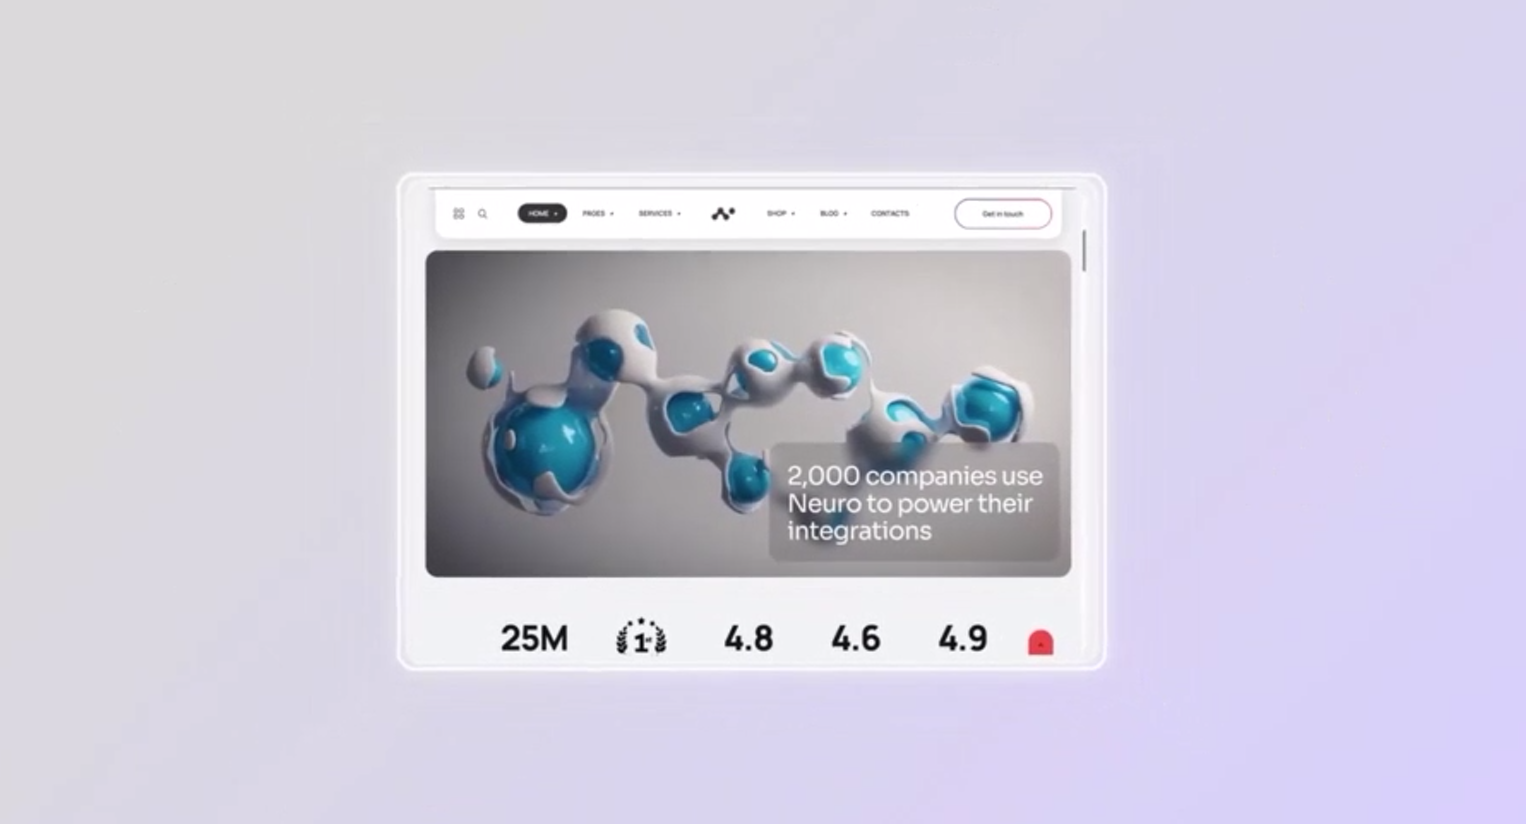 HOME
PAGES
SERVICES
SHOP
BLOG
CONTACTS
Get in touch
2,000 companies use
Neuro to power their
integrations
25M
1st
4.8
4.6
4.9